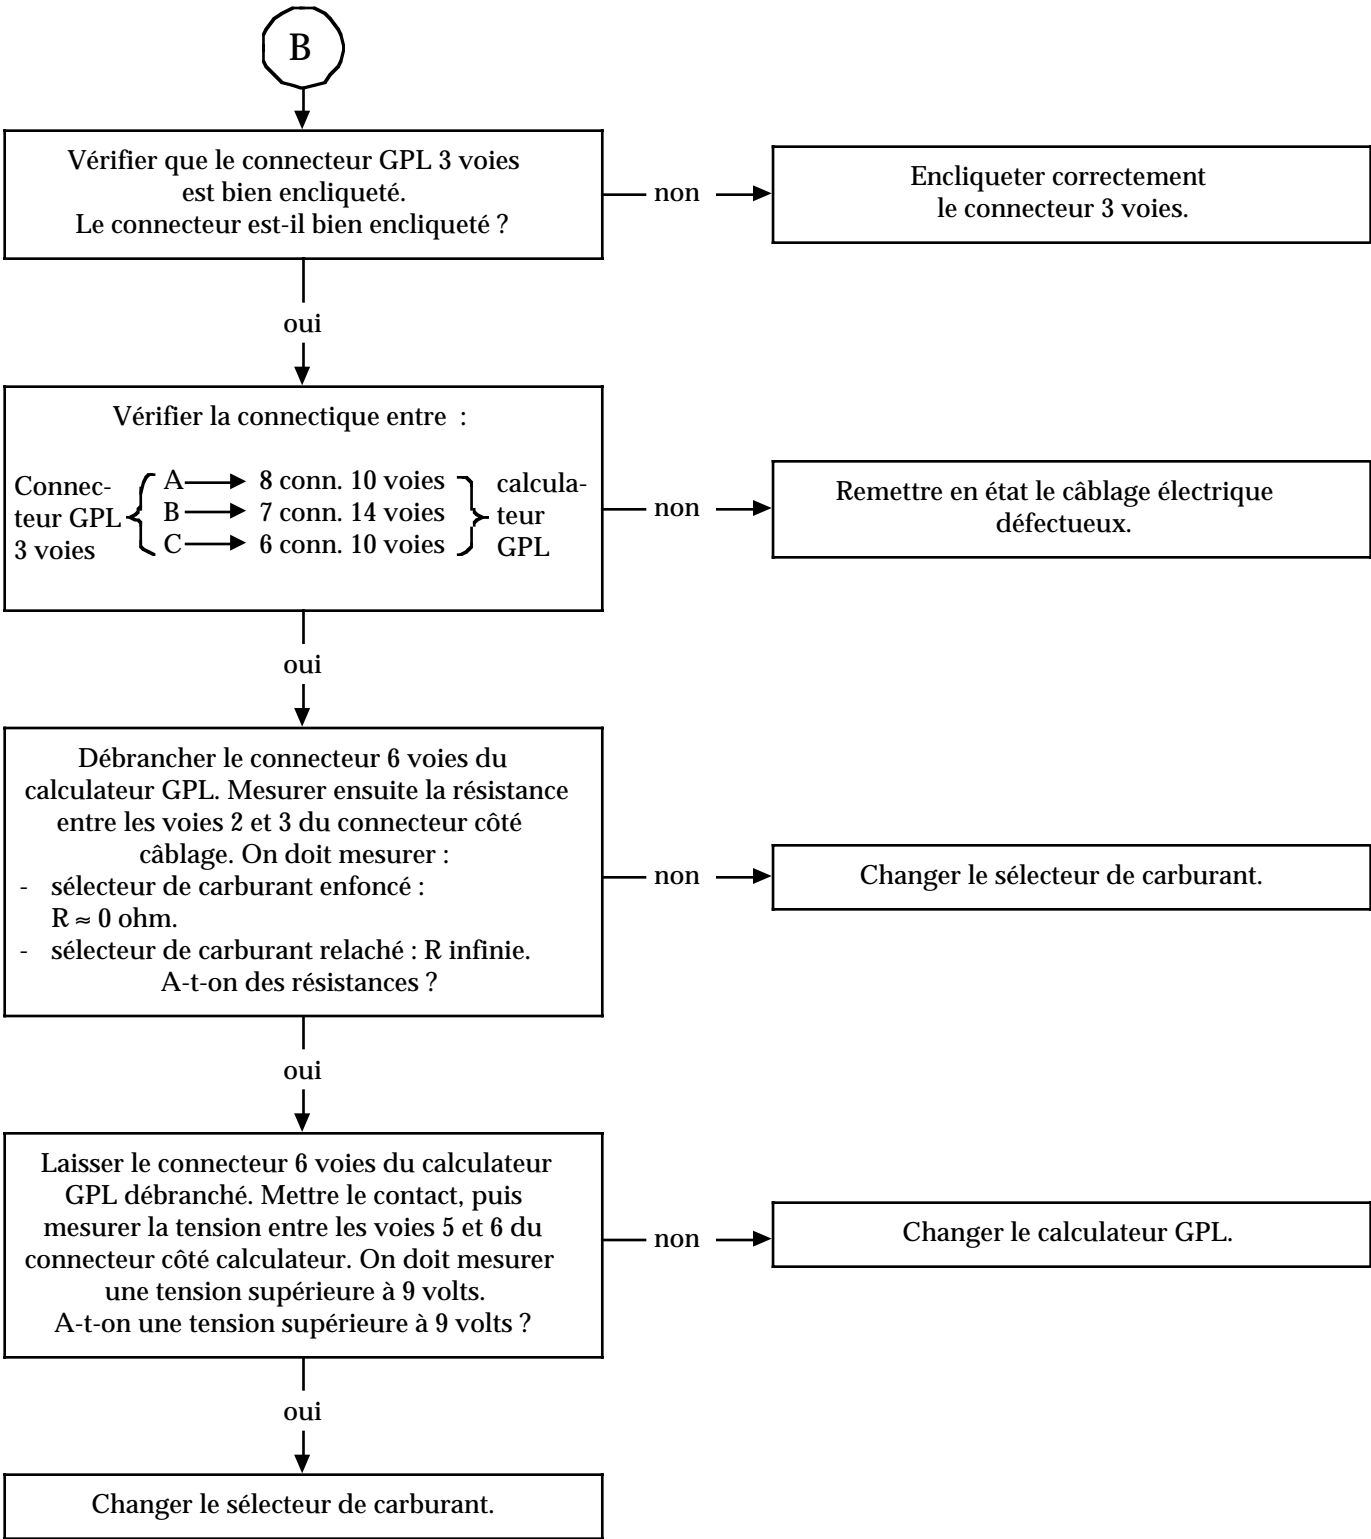 B
Vérifier que le connecteur GPL 3 voies
est bien encliqueté.
Le connecteur est-il bien encliqueté ?
non
Encliqueter correctement
le connecteur 3 voies.
oui
Vérifier la connectique entre :
Connec-
teur GPL
3 voies
A 8 conn. 10 voies
B 7 conn. 14 voies
C 6 conn. 10 voies
calcula-
teur
GPL
non
Remettre en état le câblage électrique
défectueux.
oui
Débrancher le connecteur 6 voies du
calculateur GPL. Mesurer ensuite la résistance
entre les voies 2 et 3 du connecteur côté
câblage. On doit mesurer :
- sélecteur de carburant enfoncé :
R ≈ 0 ohm.
- sélecteur de carburant relaché : R infinie.
A-t-on des résistances ?
non
Changer le sélecteur de carburant.
oui
Laisser le connecteur 6 voies du calculateur
GPL débranché. Mettre le contact, puis
mesurer la tension entre les voies 5 et 6 du
connecteur côté calculateur. On doit mesurer
une tension supérieure à 9 volts.
A-t-on une tension supérieure à 9 volts ?
non
Changer le calculateur GPL.
oui
Changer le sélecteur de carburant.